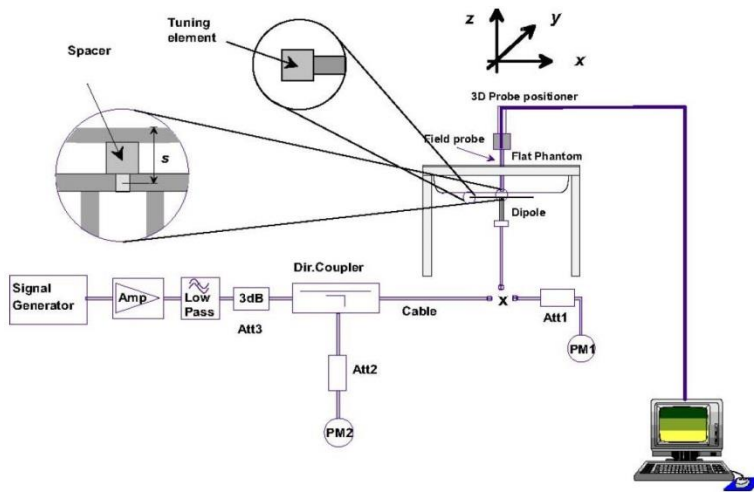 Tuning
element
z
y
x
Spacer
3D Probe positioner
s
Field probe
Flat Phantom
Dipole
Dir.Coupler
Signal
Generator
Amp
Low
Pass
3dB
Cable
x
Att1
Att3
PM1
Att2
PM2